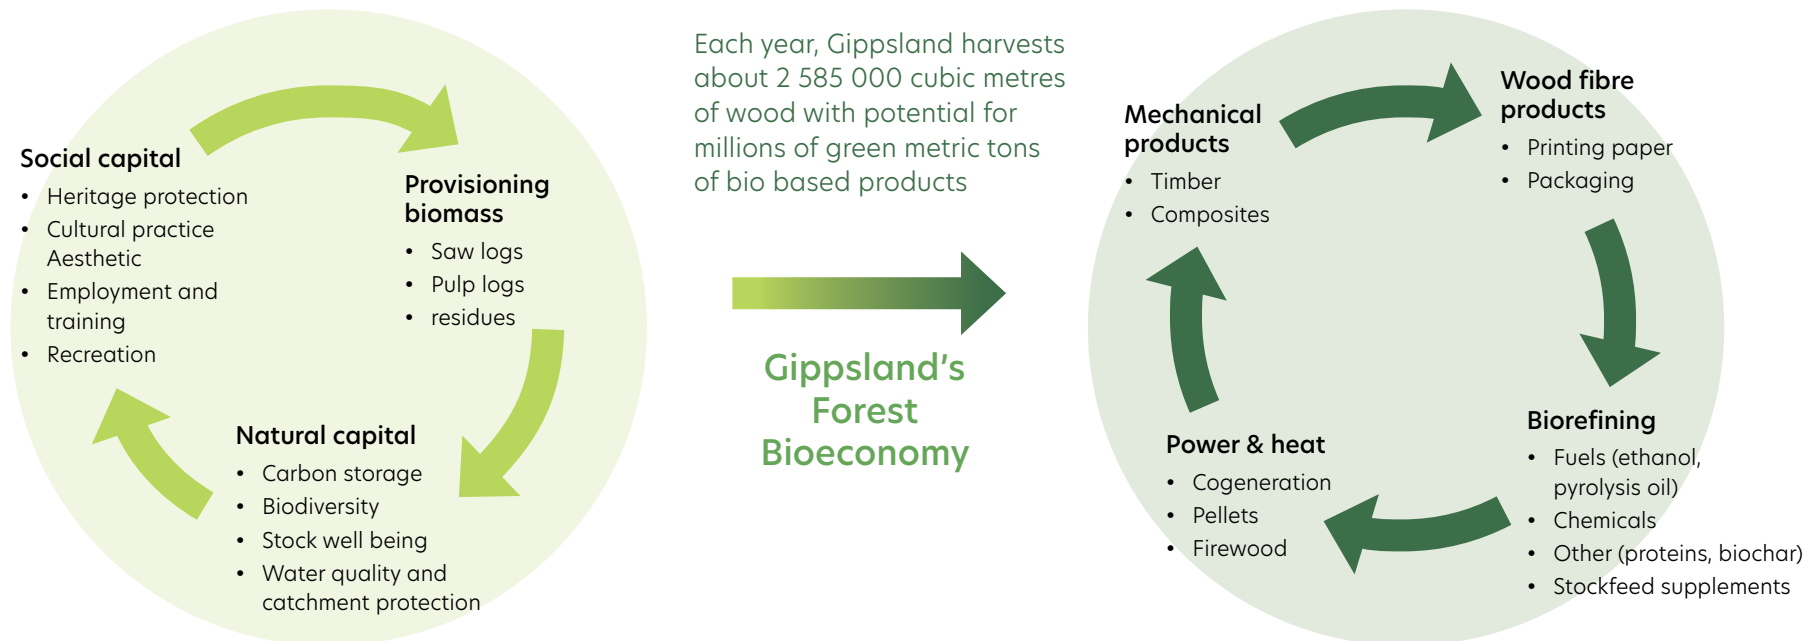 Social capital
• Heritage protection
• Cultural practice
Aesthetic
• Employment and
training
• Recreation
Provisioning
biomass
• Saw logs
• Pulp logs
• residues
Natural capital
• Carbon storage
• Biodiversity
• Stock well being
• Water quality and
catchment protection
Each year, Gippsland harvests
about 2 585 000 cubic metres
of wood with potential for
millions of green metric tons
of bio based products
Gippsland's
Forest
Bioeconomy
Mechanical
products
• Timber
• Composites
Wood fibre
products
• Printing paper
• Packaging
Biorefining
• Fuels (ethanol,
pyrolysis oil)
• Chemicals
• Other (proteins, biochar)
• Stockfeed supplements
Power & heat
• Cogeneration
• Pellets
• Firewood